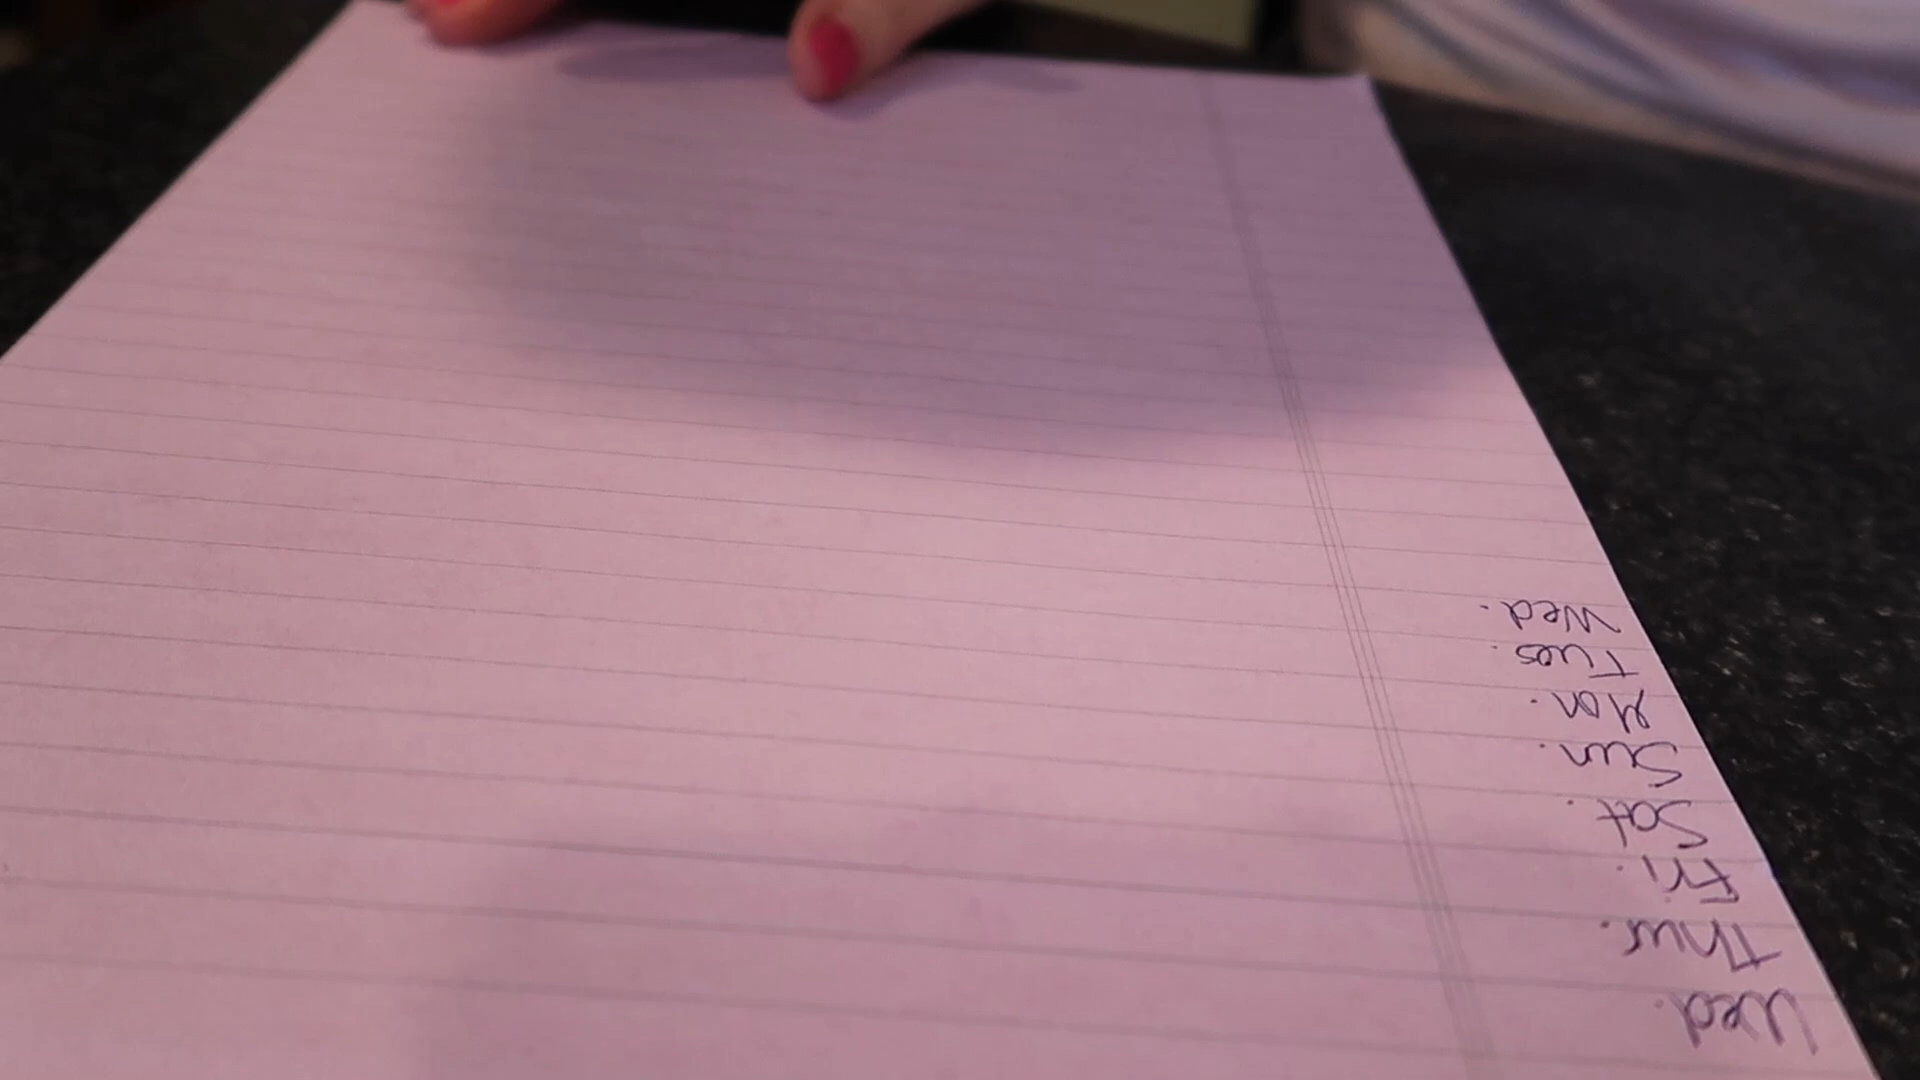 Wed.
Thur.
Fri.
Sat.
Sun.
Mon.
Tues.
Wed.